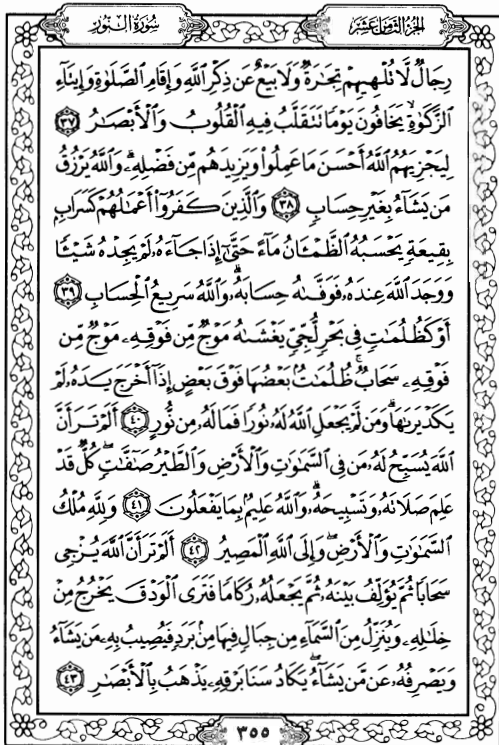 الجزء الثامن عشر سورة النور
رِجَالٌ لَّا تُلْهِيهِمْ تِجَٰرَةٌ وَلَا بَيْعٌ عَن ذِكْرِ ٱللَّهِ وَإِقَامِ ٱلصَّلَوٰةِ وَإِيتَآءِ
ٱلزَّكَوٰةِ يَخَافُونَ يَوْمًا تَتَقَلَّبُ فِيهِ ٱلْقُلُوبُ وَٱلْأَبْصَٰرُ ٣٧
لِيَجْزِيَهُمُ ٱللَّهُ أَحْسَنَ مَا عَمِلُوا۟ وَيَزِيدَهُم مِّن فَضْلِهِۦ وَٱللَّهُ يَرْزُقُ
مَن يَشَآءُ بِغَيْرِ حِسَابٍ ٣٨ وَٱلَّذِينَ كَفَرُوٓا۟ أَعْمَٰلُهُمْ كَسَرَابٍۭ
بِقِيعَةٍ يَحْسَبُهُ ٱلظَّمْـَٔانُ مَآءً حَتَّىٰٓ إِذَا جَآءَهُۥ لَمْ يَجِدْهُ شَيْـًٔا
وَوَجَدَ ٱللَّهَ عِندَهُۥ فَوَفَّىٰهُ حِسَابَهُۥ وَٱللَّهُ سَرِيعُ ٱلْحِسَابِ ٣٩
أَوْ كَظُلُمَٰتٍ فِى بَحْرٍ لُّجِّىٍّ يَغْشَىٰهُ مَوْجٌ مِّن فَوْقِهِۦ مَوْجٌ مِّن
فَوْقِهِۦ سَحَابٌ ظُلُمَٰتٌۢ بَعْضُهَا فَوْقَ بَعْضٍ إِذَآ أَخْرَجَ يَدَهُۥ لَمْ
يَكَدْ يَرَىٰهَا وَمَن لَّمْ يَجْعَلِ ٱللَّهُ لَهُۥ نُورًا فَمَا لَهُۥ مِن نُّورٍ ٤٠ أَلَمْ تَرَ أَنَّ
ٱللَّهَ يُسَبِّحُ لَهُۥ مَن فِى ٱلسَّمَٰوَٰتِ وَٱلْأَرْضِ وَٱلطَّيْرُ صَٰٓفَّٰتٍ كُلٌّ قَدْ
عَلِمَ صَلَاتَهُۥ وَتَسْبِيحَهُۥ وَٱللَّهُ عَلِيمٌۢ بِمَا يَفْعَلُونَ ٤١ وَلِلَّهِ مُلْكُ
ٱلسَّمَٰوَٰتِ وَٱلْأَرْضِ وَإِلَى ٱللَّهِ ٱلْمَصِيرُ ٤٢ أَلَمْ تَرَ أَنَّ ٱللَّهَ يُزْجِى
سَحَابًا ثُمَّ يُؤَلِّفُ بَيْنَهُۥ ثُمَّ يَجْعَلُهُۥ رُكَامًا فَتَرَى ٱلْوَدْقَ يَخْرُجُ مِنْ
خِلَٰلِهِۦ وَيُنَزِّلُ مِنَ ٱلسَّمَآءِ مِن جِبَالٍ فِيهَا مِنۢ بَرَدٍ فَيُصِيبُ بِهِۦ مَن يَشَآءُ
وَيَصْرِفُهُۥ عَن مَّن يَشَآءُ يَكَادُ سَنَا بَرْقِهِۦ يَذْهَبُ بِٱلْأَبْصَٰرِ ٤٣
٣٥٥